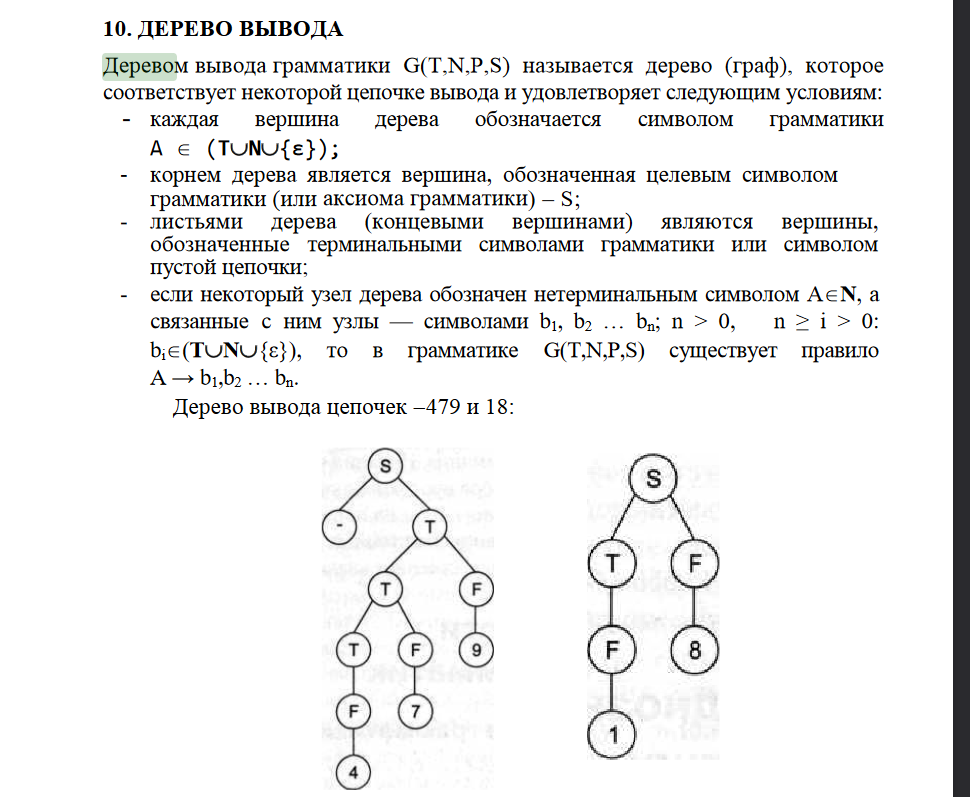 10. ДЕРЕВО ВЫВОДА
Деревом вывода грамматики G(T,N,P,S) называется дерево (граф), которое
соответствует некоторой цепочке вывода и удовлетворяет следующим условиям:
- каждая вершина дерева обозначается символом грамматики
A ∈ (T∪N∪{ε});
- корнем дерева является вершина, обозначенная целевым символом
грамматики (или аксиома грамматики) – S;
- листьями дерева (концевыми вершинами) являются вершины,
обозначенные терминальными символами грамматики или символом
пустой цепочки;
- если некоторый узел дерева обозначен нетерминальным символом A∈N, а
связанные с ним узлы — символами b₁, b₂ … bₙ; n > 0, n ≥ i > 0:
bᵢ∈(T∪N∪{ε}), то в грамматике G(T,N,P,S) существует правило
A → b₁,b₂ … bₙ.
Дерево вывода цепочек –479 и 18:
S
- T
T F
T F 9
F 7
4
S
T F
F 8
1